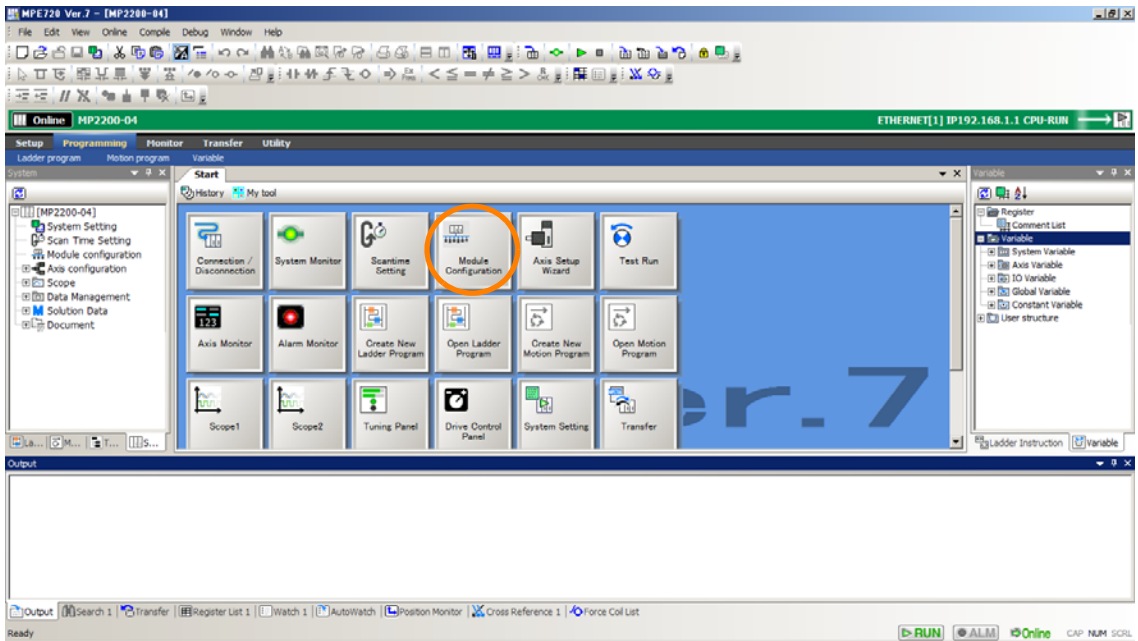 MPE720 Ver.7 - [MP2200-04]
File Edit View Online Compile Debug Window Help
Online MP2200-04 ETHERNET[1] IP192.168.1.1 CPU-RUN
Setup Programming Monitor Transfer Utility
Ladder program Motion program Variable
System
Start
Variable
History My tool
[MP2200-04]
System Setting
Scan Time Setting
Module configuration
Axis configuration
Scope
Data Management
Solution Data
Document
Connection / Disconnection
System Monitor
Scantime Setting
Module Configuration
Axis Setup Wizard
Test Run
Axis Monitor
Alarm Monitor
Create New Ladder Program
Open Ladder Program
Create New Motion Program
Open Motion Program
Scope1
Scope2
Tuning Panel
Drive Control Panel
System Setting
Transfer
er.7
Register
Comment List
Variable
System Variable
Axis Variable
IO Variable
Global Variable
Constant Variable
User structure
La... M... T... S...
Ladder Instruction Variable
Output
Output Search 1 Transfer Register List 1 Watch 1 AutoWatch Position Monitor Cross Reference 1 Force Coil List
Ready RUN ALM Online CAP NUM SCRL